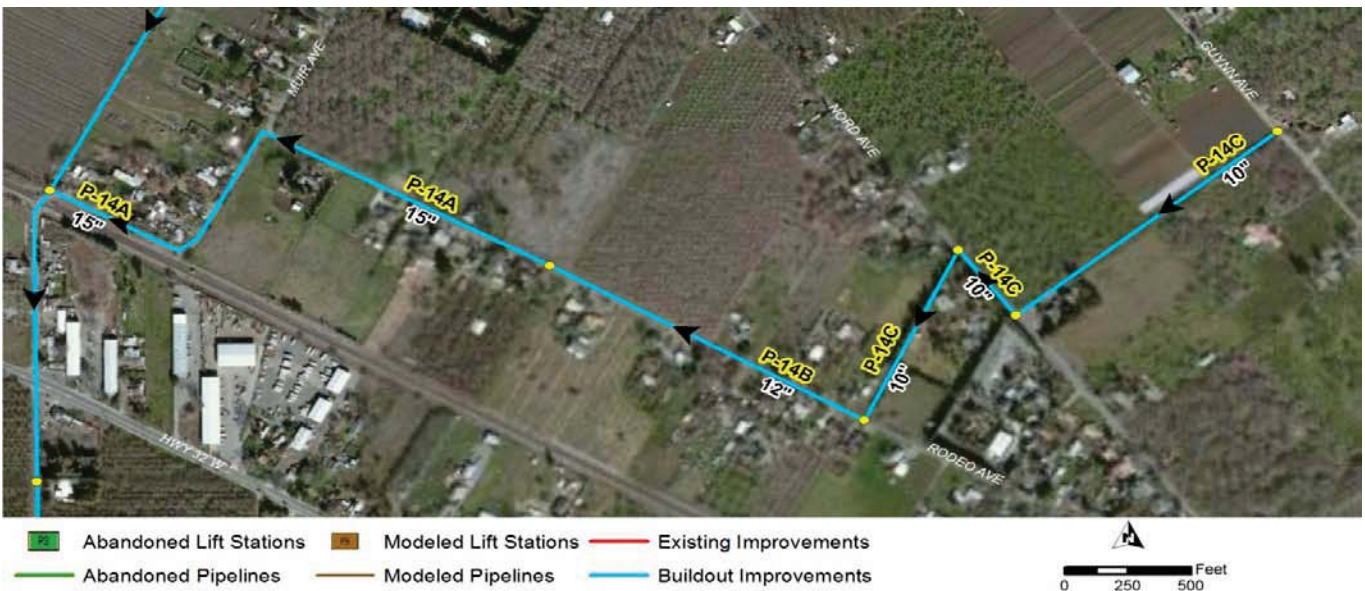 MUIR AVE
GUYNN AVE
NORD AVE
P-14C
10"
P-14A
15"
P-14A
15"
P-14C
10"
P-14C
10"
P-14B
12"
RODEO AVE
HWY 32 W
Abandoned Lift Stations
Modeled Lift Stations
Existing Improvements
Abandoned Pipelines
Modeled Pipelines
Buildout Improvements
Feet
0 250 500